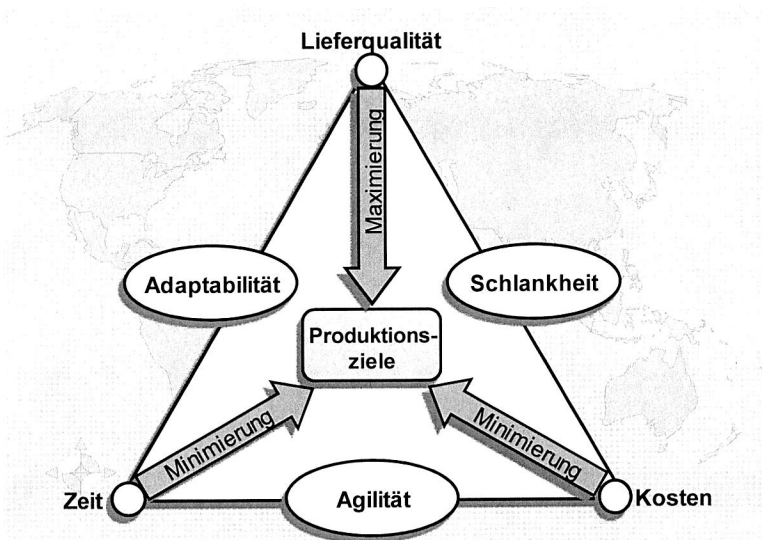 Lieferqualität
Maximierung
Adaptabilität
Schlankheit
Produktions-
ziele
Minimierung
Minimierung
Zeit
Agilität
Kosten